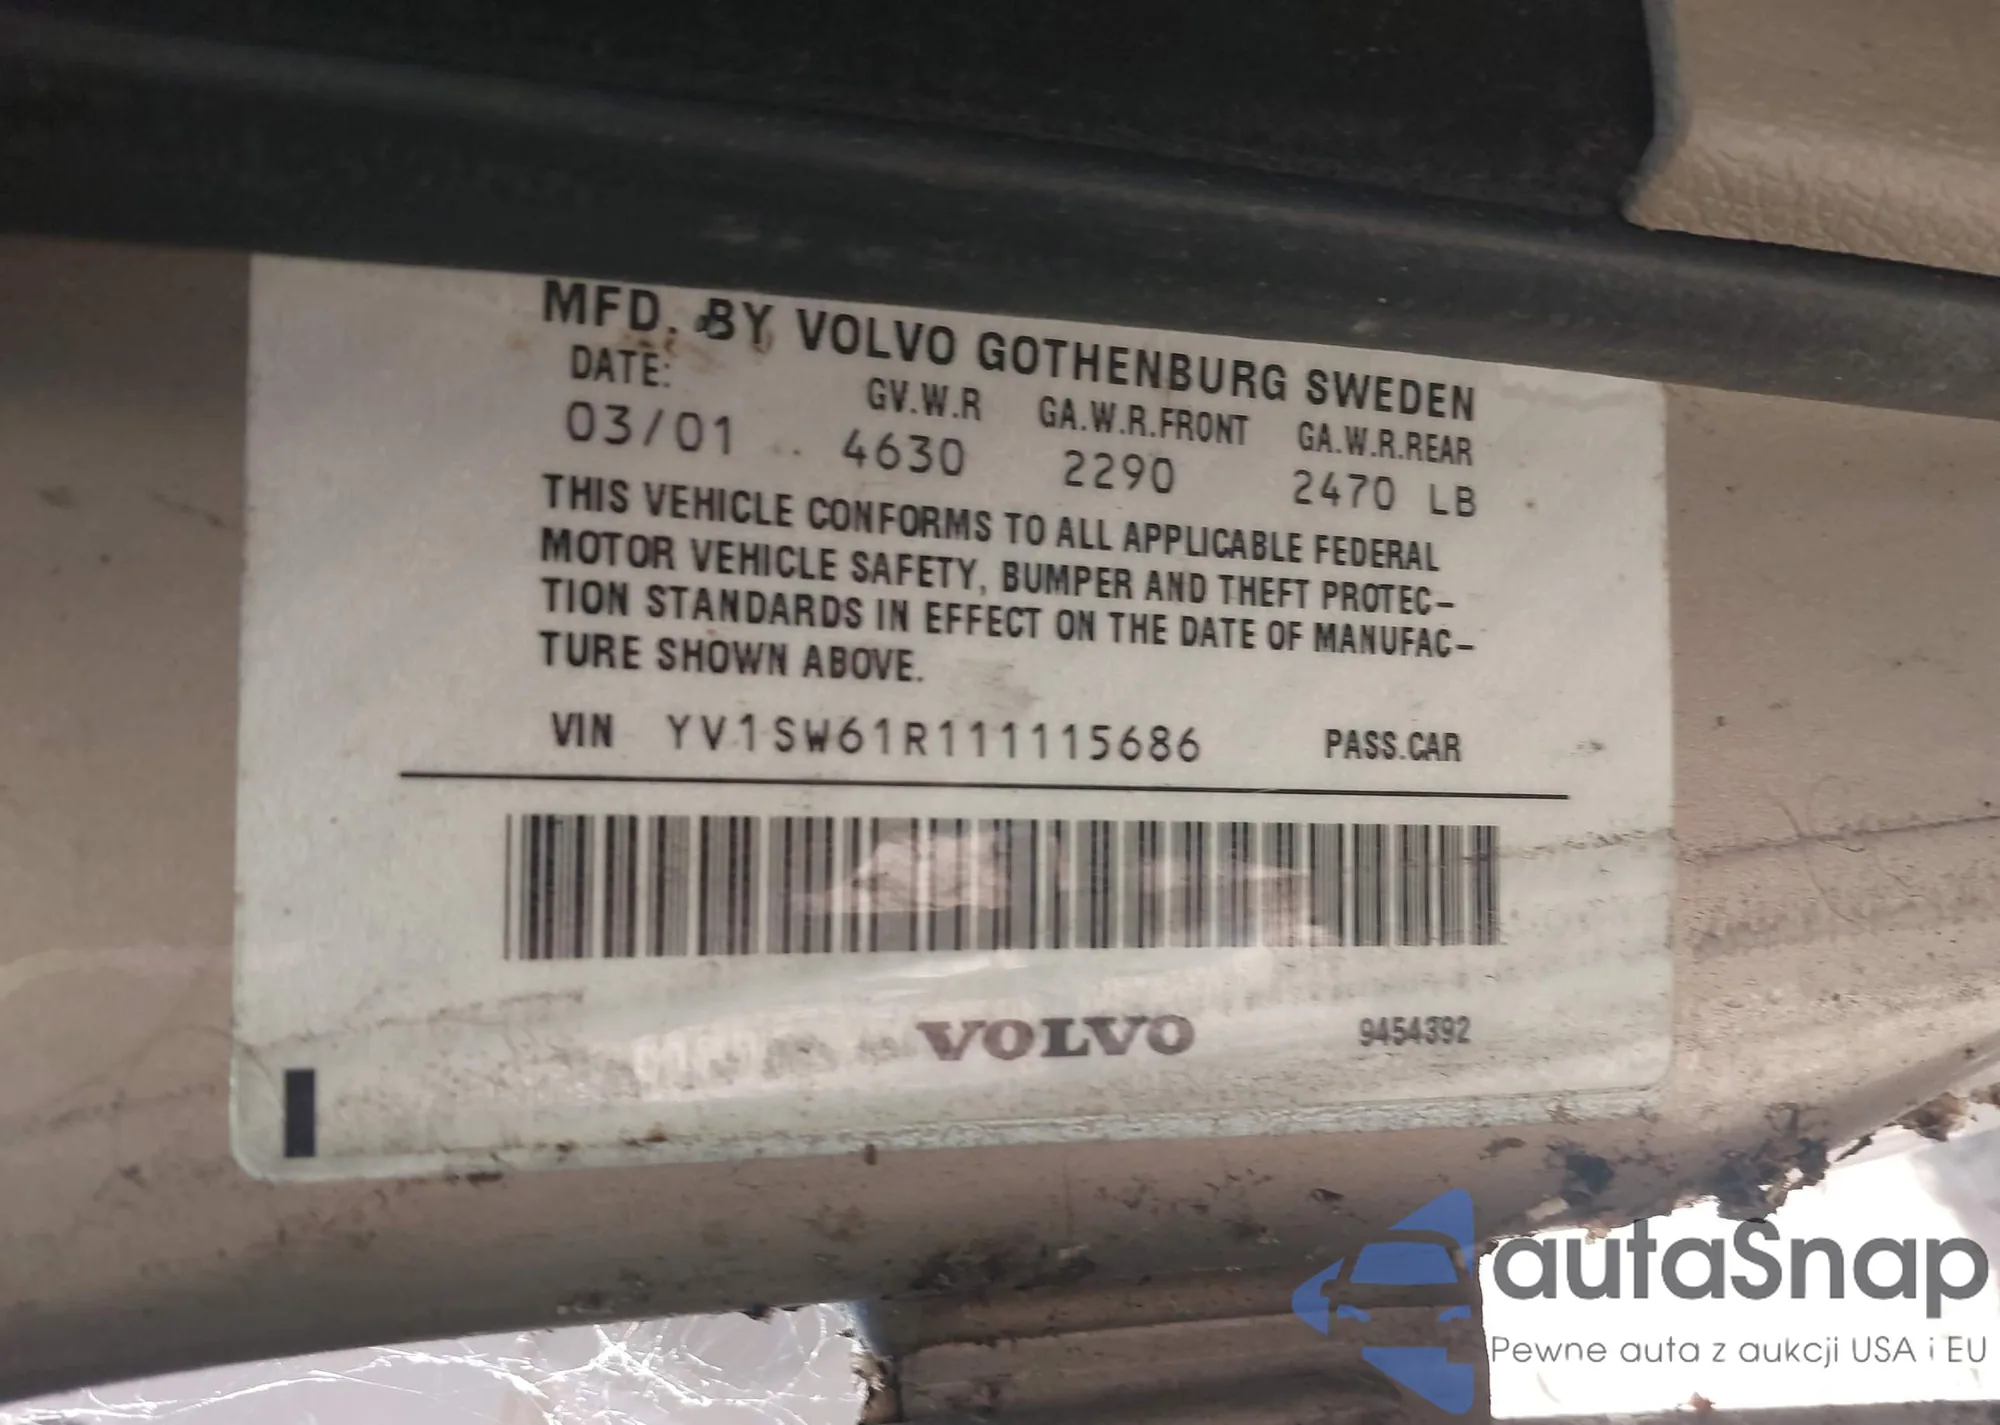 MFD. BY VOLVO GOTHENBURG SWEDEN
DATE: GV.W.R GA.W.R.FRONT GA.W.R.REAR
03/01 4630 2290 2470 LB
THIS VEHICLE CONFORMS TO ALL APPLICABLE FEDERAL
MOTOR VEHICLE SAFETY, BUMPER AND THEFT PROTEC-
TION STANDARDS IN EFFECT ON THE DATE OF MANUFAC-
TURE SHOWN ABOVE.
VIN YV1SW61R111115686 PASS.CAR
VOLVO 9454392
autaSnap
Pewne auta z aukcji USA i EU